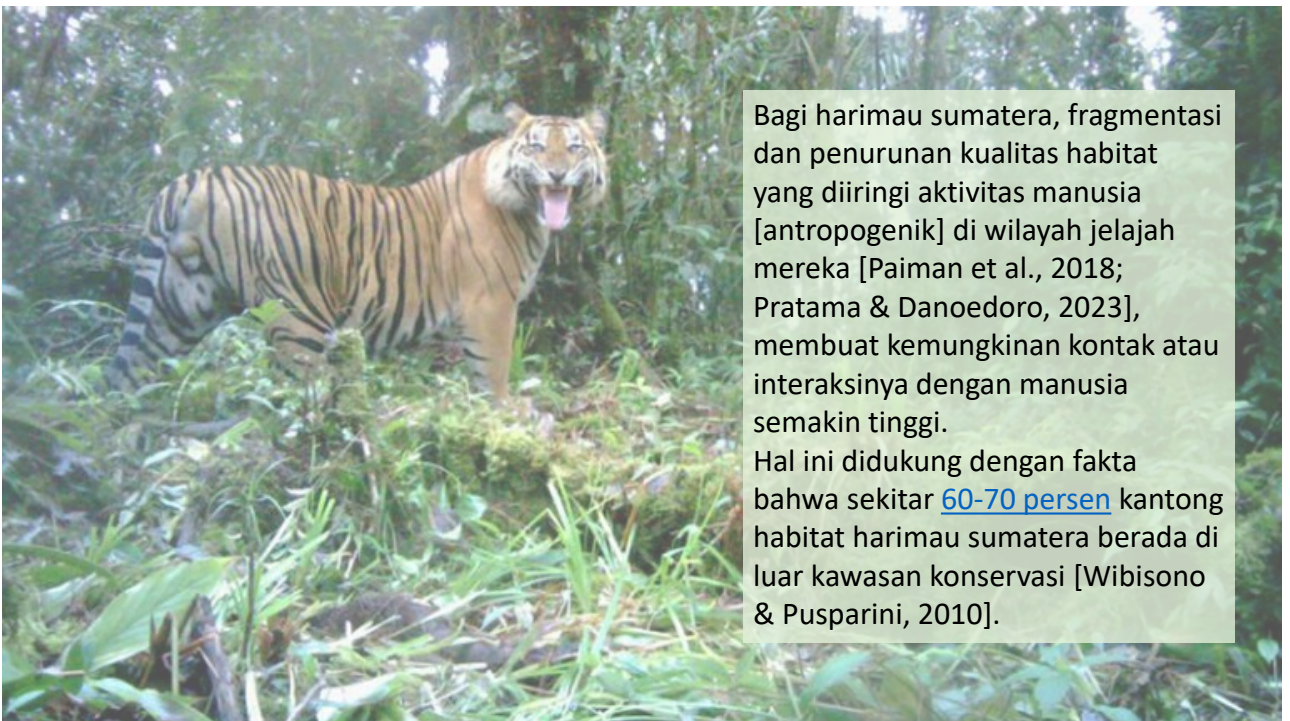 Bagi harimau sumatera, fragmentasi
dan penurunan kualitas habitat
yang diiringi aktivitas manusia
[antropogenik] di wilayah jelajah
mereka [Paiman et al., 2018;
Pratama & Danoedoro, 2023],
membuat kemungkinan kontak atau
interaksinya dengan manusia
semakin tinggi.
Hal ini didukung dengan fakta
bahwa sekitar 60-70 persen kantong
habitat harimau sumatera berada di
luar kawasan konservasi [Wibisono
& Pusparini, 2010].